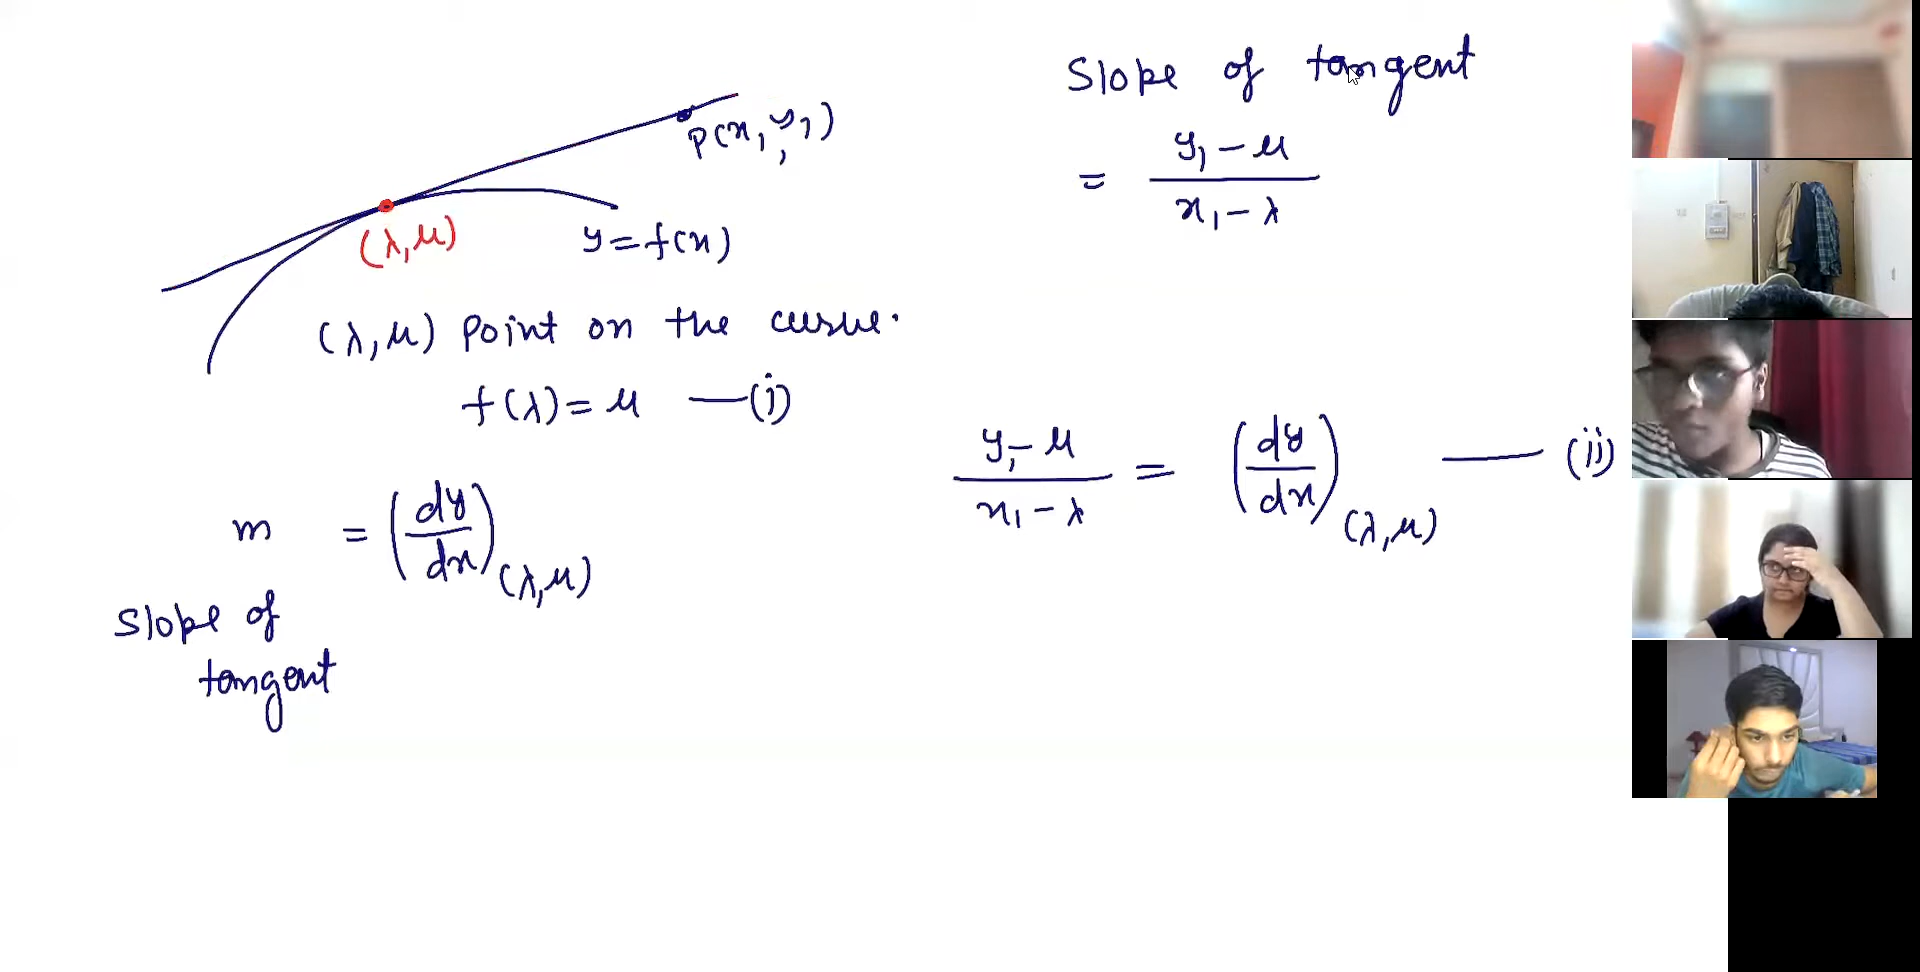 P(x₁, y₁)
(λ, μ)
y = f(x)
(λ, μ) Point on the curve.
f(λ) = μ —(i)
m = (dy/dx)(λ, μ)
Slope of
tangent
Slope of tangent
= (y₁ - μ)/(x₁ - λ)
(y₁ - μ)/(x₁ - λ) = (dy/dx)(λ, μ) — (ii)